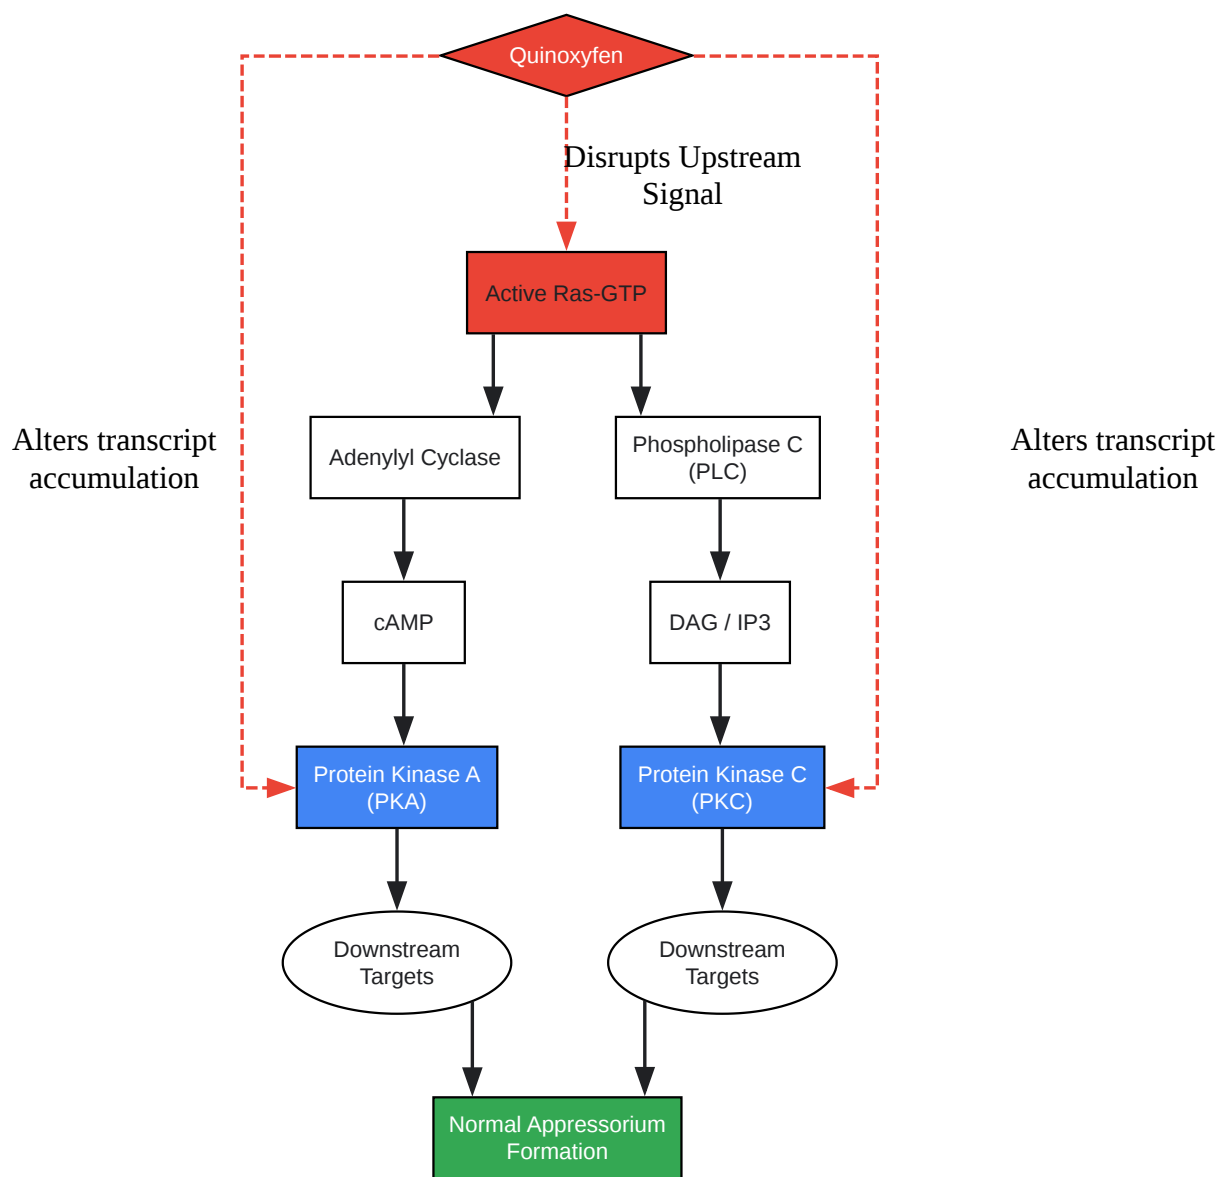 Quinoxyfen
Disrupts Upstream
Signal
Active Ras-GTP
Alters transcript
accumulation
Adenylyl Cyclase
Phospholipase C
(PLC)
Alters transcript
accumulation
cAMP
DAG / IP3
Protein Kinase A
(PKA)
Protein Kinase C
(PKC)
Downstream
Targets
Downstream
Targets
Normal Appressorium
Formation